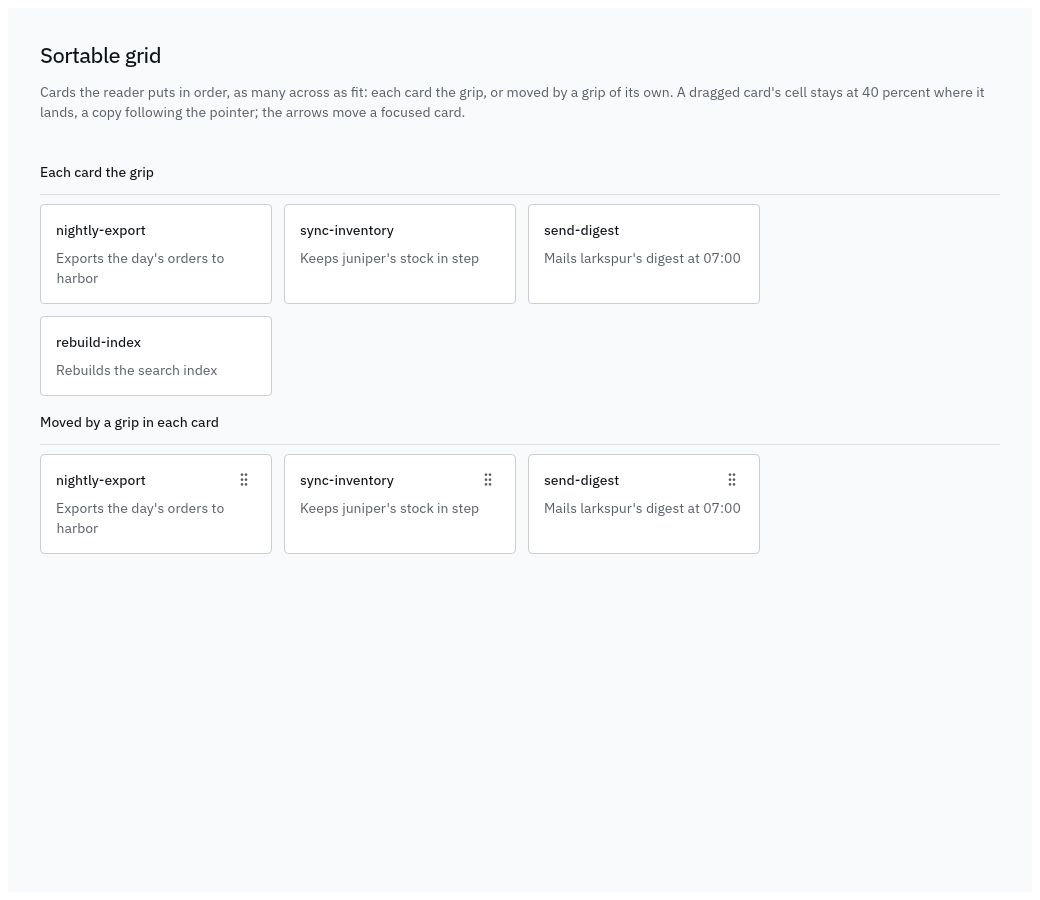 Sortable grid
Cards the reader puts in order, as many across as fit: each card the grip, or moved by a grip of its own. A dragged card's cell stays at 40 percent where it
lands, a copy following the pointer; the arrows move a focused card.
Each card the grip
nightly-export
Exports the day's orders to
harbor
sync-inventory
Keeps juniper's stock in step
send-digest
Mails larkspur's digest at 07:00
rebuild-index
Rebuilds the search index
Moved by a grip in each card
nightly-export
Exports the day's orders to
harbor
sync-inventory
Keeps juniper's stock in step
send-digest
Mails larkspur's digest at 07:00